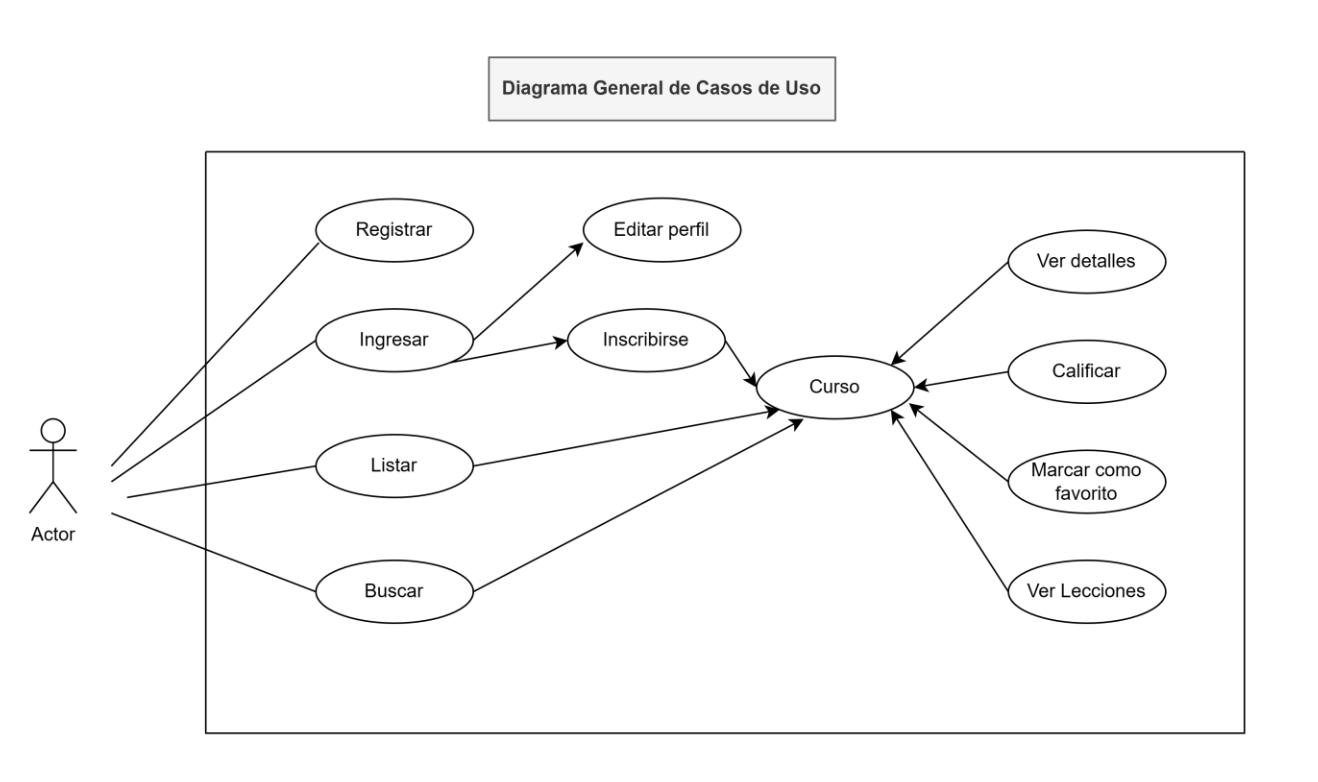 Diagrama General de Casos de Uso
Registrar
Editar perfil
Ver detalles
Ingresar
Inscribirse
Curso
Calificar
Listar
Marcar como
favorito
Actor
Buscar
Ver Lecciones